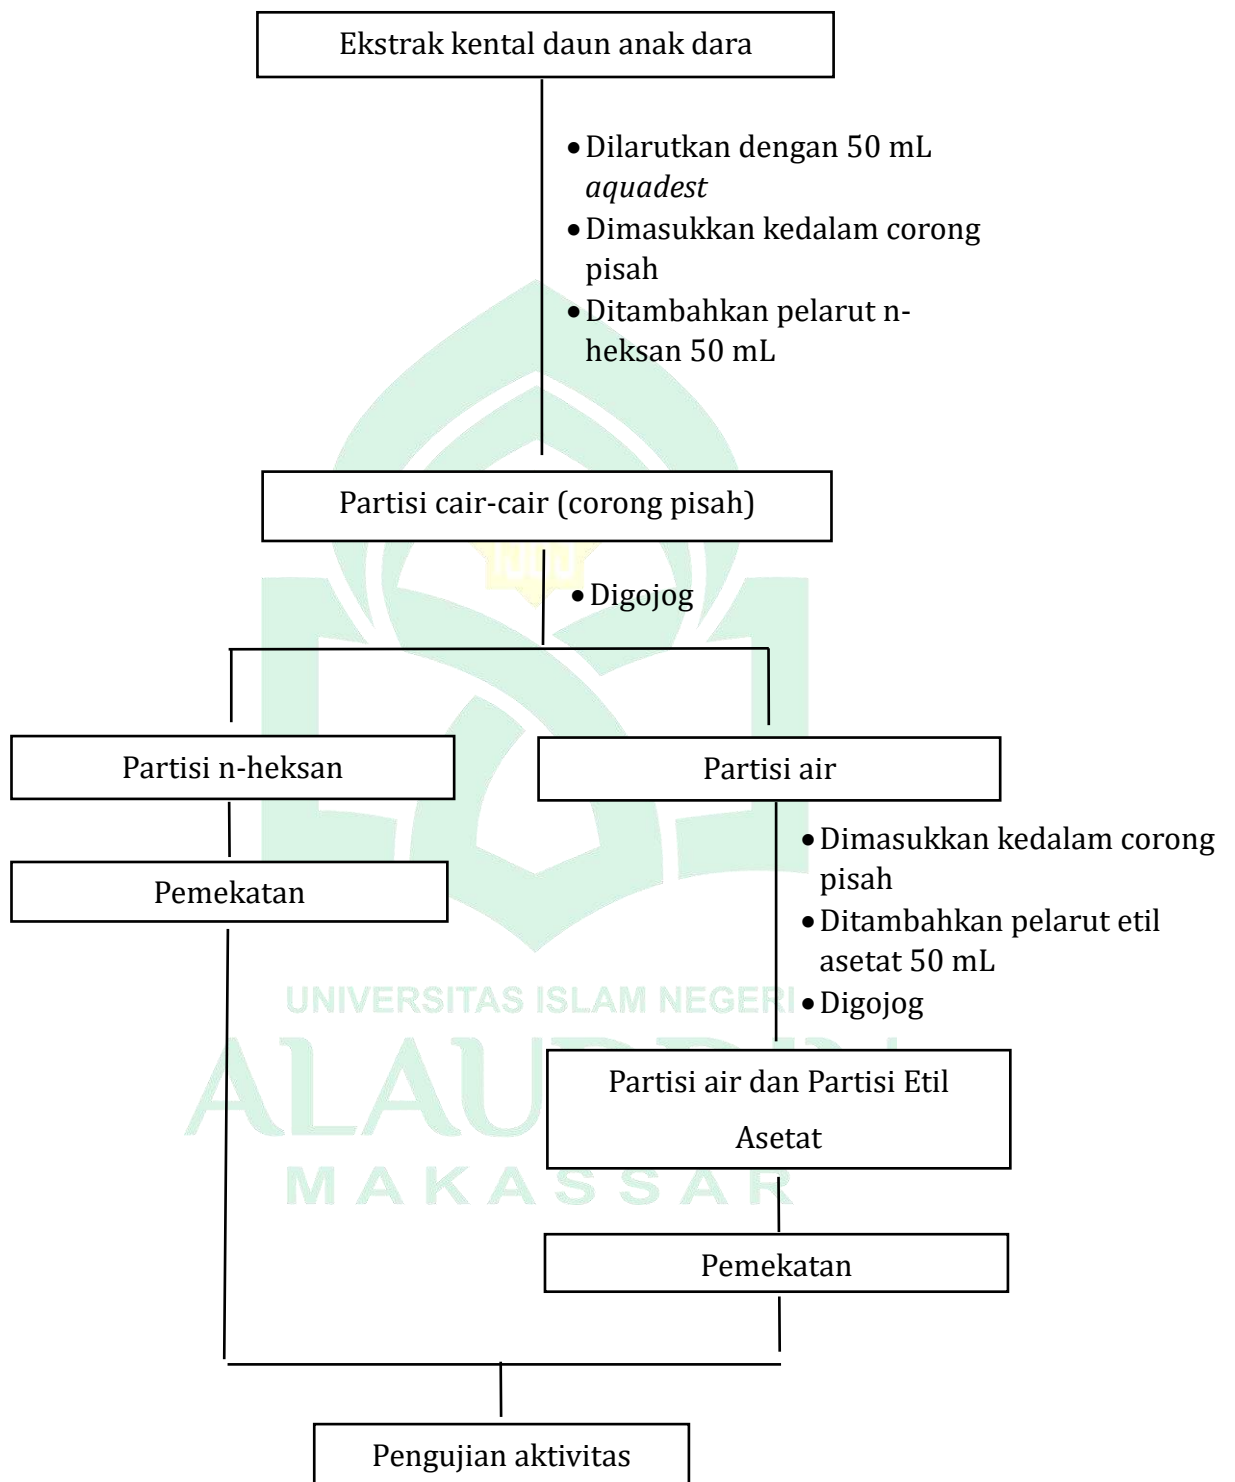 Ekstrak kental daun anak dara
•Dilarutkan dengan 50 mL
aquadest
•Dimasukkan kedalam corong
pisah
•Ditambahkan pelarut n-
heksan 50 mL
Partisi cair-cair (corong pisah)
•Digojog
Partisi n-heksan
Partisi air
Pemekatan
•Dimasukkan kedalam corong
pisah
•Ditambahkan pelarut etil
asetat 50 mL
•Digojog
UNIVERSITAS ISLAM NEGERI
ALAUDDIN
MAKASSAR
Partisi air dan Partisi Etil
Asetat
Pemekatan
Pengujian aktivitas